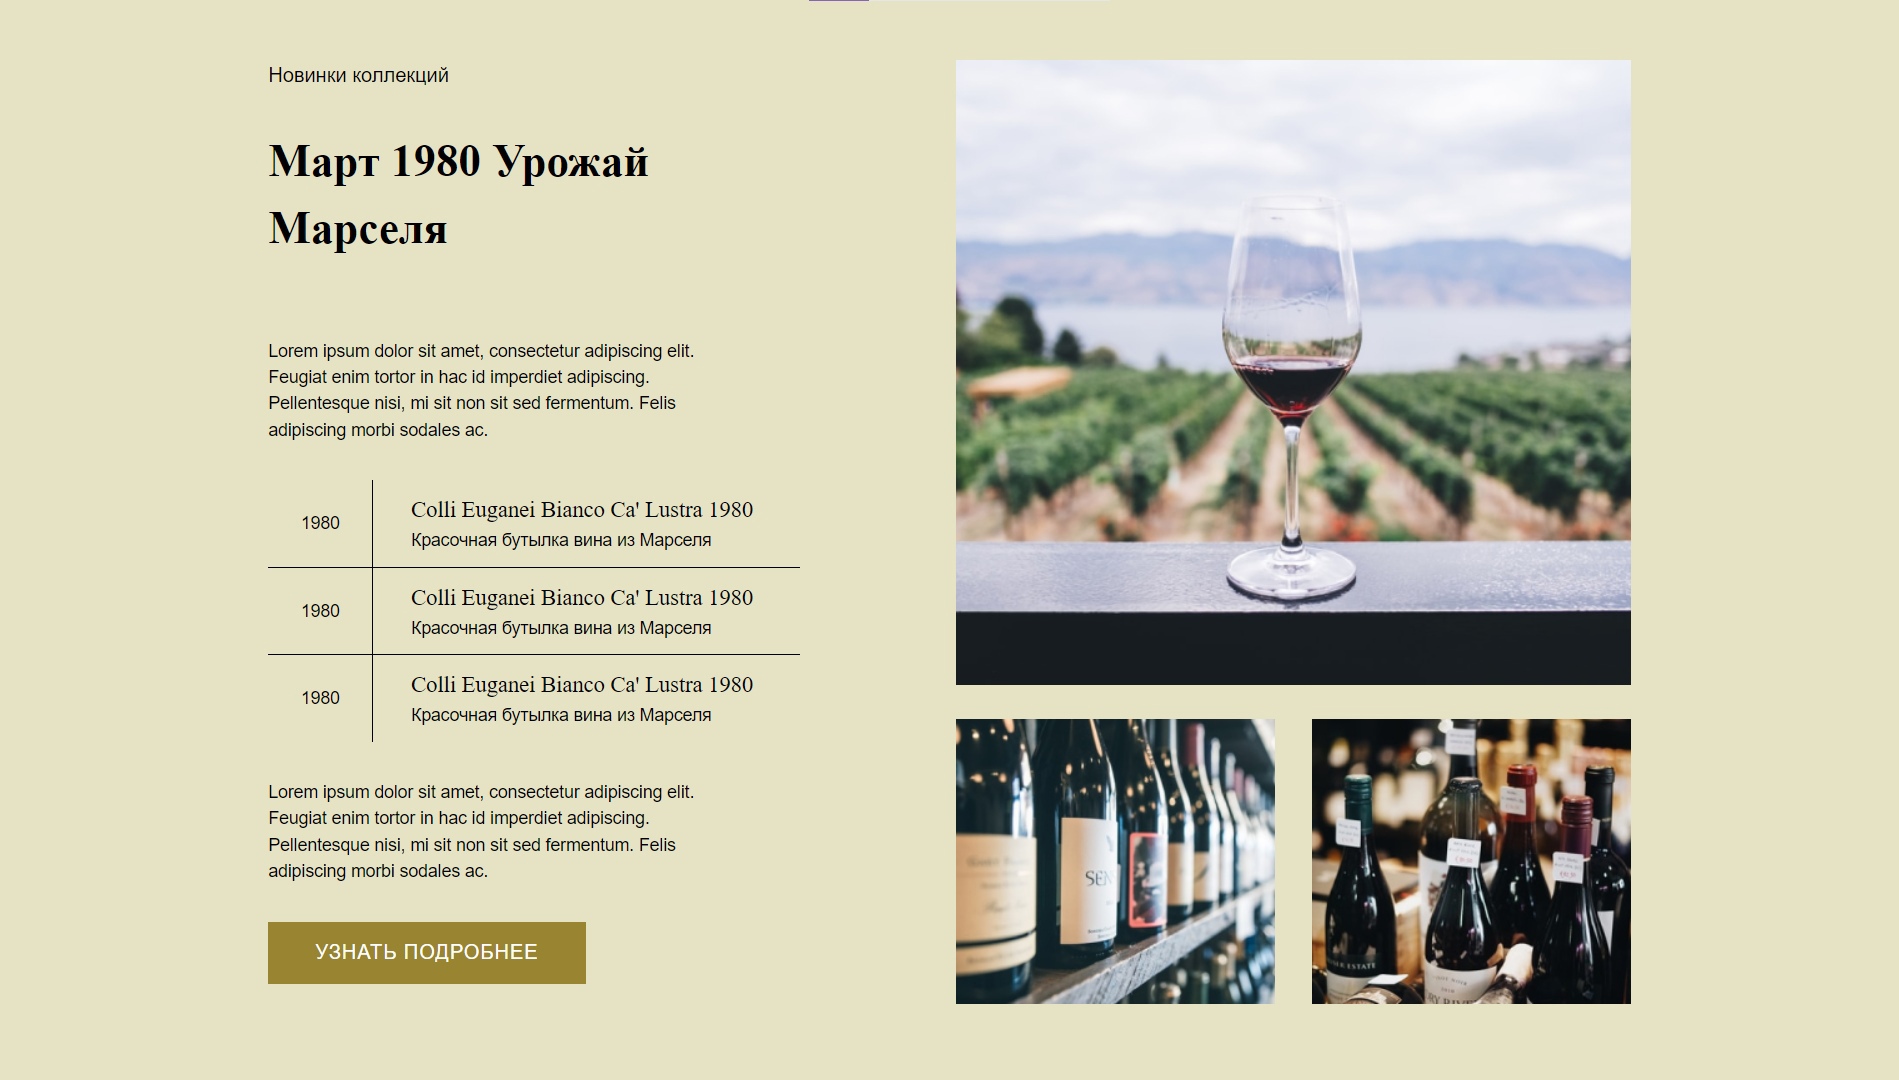 Новинки коллекций
Март 1980 Урожай
Марселя
Lorem ipsum dolor sit amet, consectetur adipiscing elit.
Feugiat enim tortor in hac id imperdiet adipiscing.
Pellentesque nisi, mi sit non sit sed fermentum. Felis
adipiscing morbi sodales ac.
1980
Colli Euganei Bianco Ca' Lustra 1980
Красочная бутылка вина из Марселя
1980
Colli Euganei Bianco Ca' Lustra 1980
Красочная бутылка вина из Марселя
1980
Colli Euganei Bianco Ca' Lustra 1980
Красочная бутылка вина из Марселя
Lorem ipsum dolor sit amet, consectetur adipiscing elit.
Feugiat enim tortor in hac id imperdiet adipiscing.
Pellentesque nisi, mi sit non sit sed fermentum. Felis
adipiscing morbi sodales ac.
УЗНАТЬ ПОДРОБНЕЕ
SEN
ESTATE